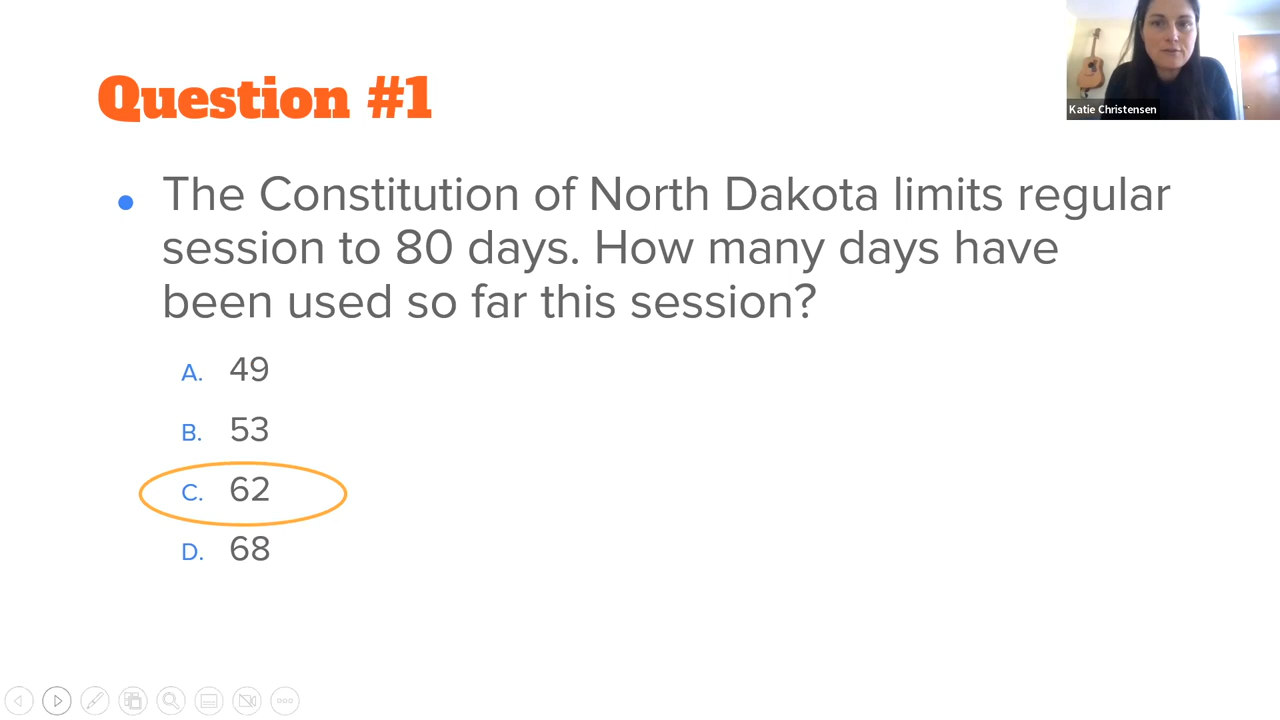 Question #1
Katie Christensen
• The Constitution of North Dakota limits regular
session to 80 days. How many days have
been used so far this session?
A. 49
B. 53
C. 62
D. 68